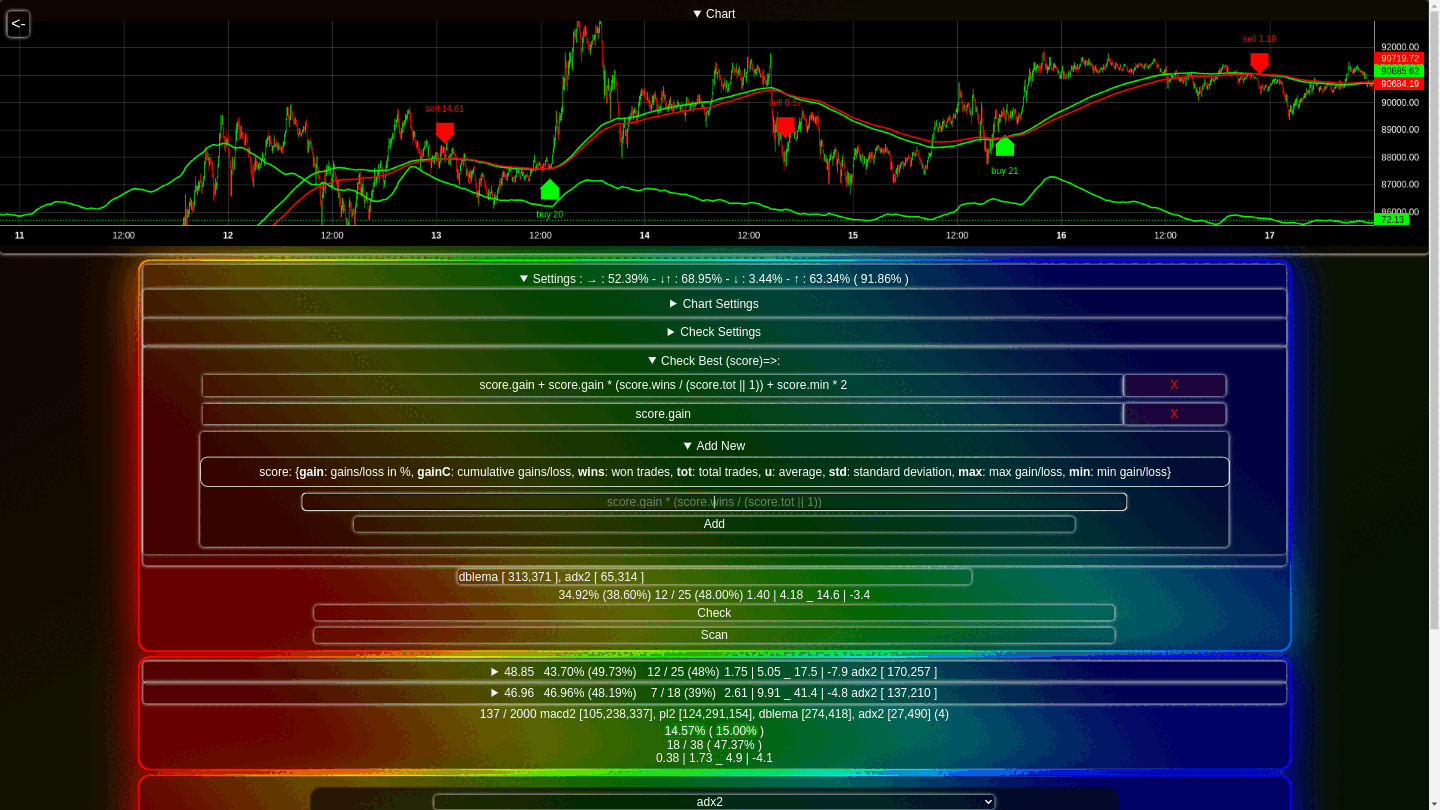 <-
▼ Chart
sell 1.19
92000.00
90719.72
90685.62
90684.19
90000.00
89000.00
88000.00
87000.00
86000.00
72.13
sell 14.61
sell 0.57
buy 20
buy 21
11 12:00 12 12:00 13 12:00 14 12:00 15 12:00 16 12:00 17
▼ Settings : → : 52.39% - ↓↑ : 68.95% - ↓ : 3.44% - ↑ : 63.34% ( 91.86% )
► Chart Settings
► Check Settings
▼ Check Best (score)=>:
score.gain + score.gain * (score.wins / (score.tot || 1)) + score.min * 2 X
score.gain X
▼ Add New
score: {gain: gains/loss in %, gainC: cumulative gains/loss, wins: won trades, tot: total trades, u: average, std: standard deviation, max: max gain/loss, min: min gain/loss}
score.gain * (score.wins / (score.tot || 1))
Add
dblema [ 313,371 ], adx2 [ 65,314 ]
34.92% (38.60%) 12 / 25 (48.00%) 1.40 | 4.18 _ 14.6 | -3.4
Check
Scan
► 48.85 43.70% (49.73%) 12 / 25 (48%) 1.75 | 5.05 _ 17.5 | -7.9 adx2 [ 170,257 ]
► 46.96 46.96% (48.19%) 7 / 18 (39%) 2.61 | 9.91 _ 41.4 | -4.8 adx2 [ 137,210 ]
137 / 2000 macd2 [105,238,337], pl2 [124,291,154], dblema [274,418], adx2 [27,490] (4)
14.57% ( 15.00% )
18 / 38 ( 47.37% )
0.38 | 1.73 _ 4.9 | -4.1
adx2